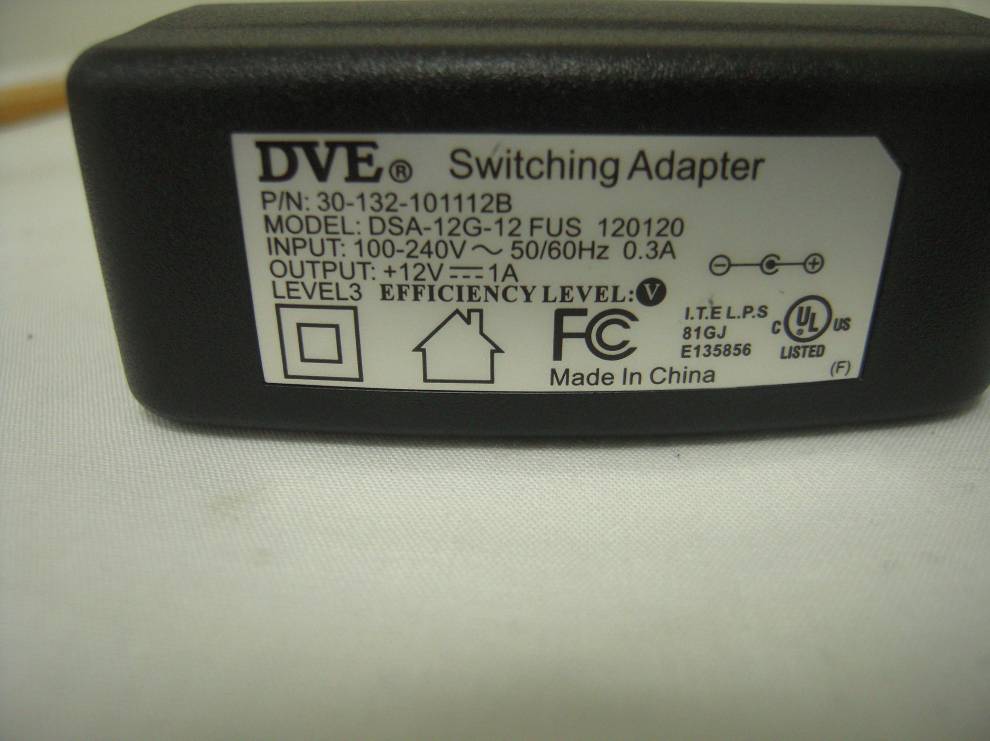 DVE® Switching Adapter
P/N: 30-132-101112B
MODEL: DSA-12G-12 FUS 120120
INPUT: 100-240V～ 50/60Hz 0.3A
OUTPUT: +12V⎓1A
LEVEL3 EFFICIENCY LEVEL: V
FC
I.T.E L.P.S
81GJ
E135856
C UL US
LISTED
Made In China
(F)